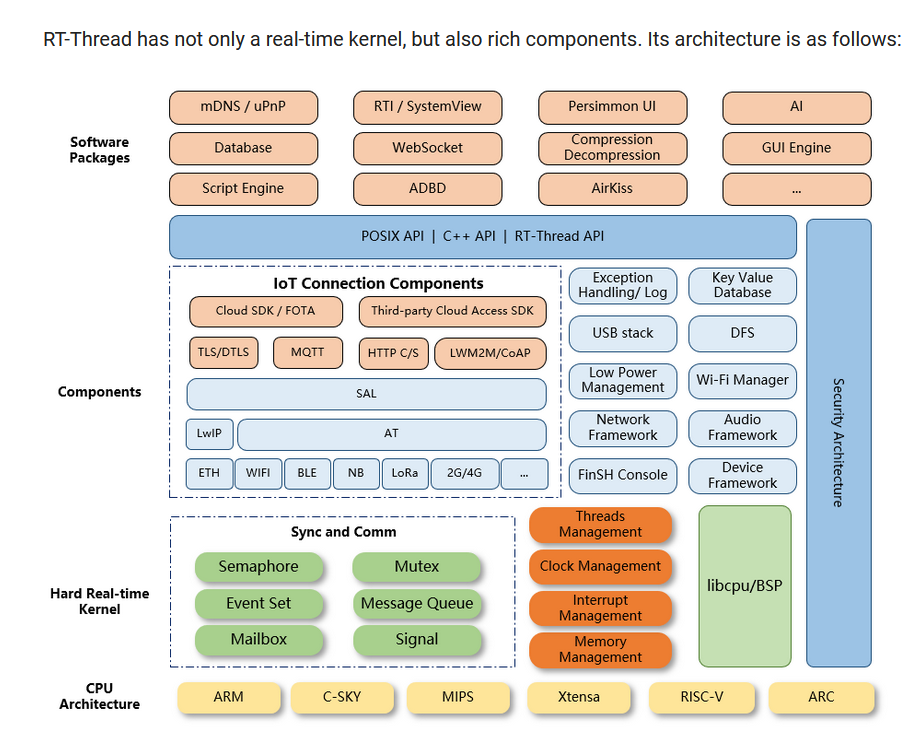 RT-Thread has not only a real-time kernel, but also rich components. Its architecture is as follows:
Software
Packages
mDNS / uPnP
RTI / SystemView
Persimmon UI
AI
Database
WebSocket
Compression
Decompression
GUI Engine
Script Engine
ADBD
AirKiss
...
POSIX API | C++ API | RT-Thread API
Security Architecture
Components
IoT Connection Components
Cloud SDK / FOTA
Third-party Cloud Access SDK
TLS/DTLS
MQTT
HTTP C/S
LWM2M/CoAP
SAL
LwIP
AT
ETH
WIFI
BLE
NB
LoRa
2G/4G
...
Exception
Handling/ Log
Key Value
Database
USB stack
DFS
Low Power
Management
Wi-Fi Manager
Network
Framework
Audio
Framework
FinSH Console
Device
Framework
Hard Real-time
Kernel
Sync and Comm
Semaphore
Mutex
Event Set
Message Queue
Mailbox
Signal
Threads
Management
Clock Management
Interrupt
Management
Memory
Management
libcpu/BSP
CPU
Architecture
ARM
C-SKY
MIPS
Xtensa
RISC-V
ARC